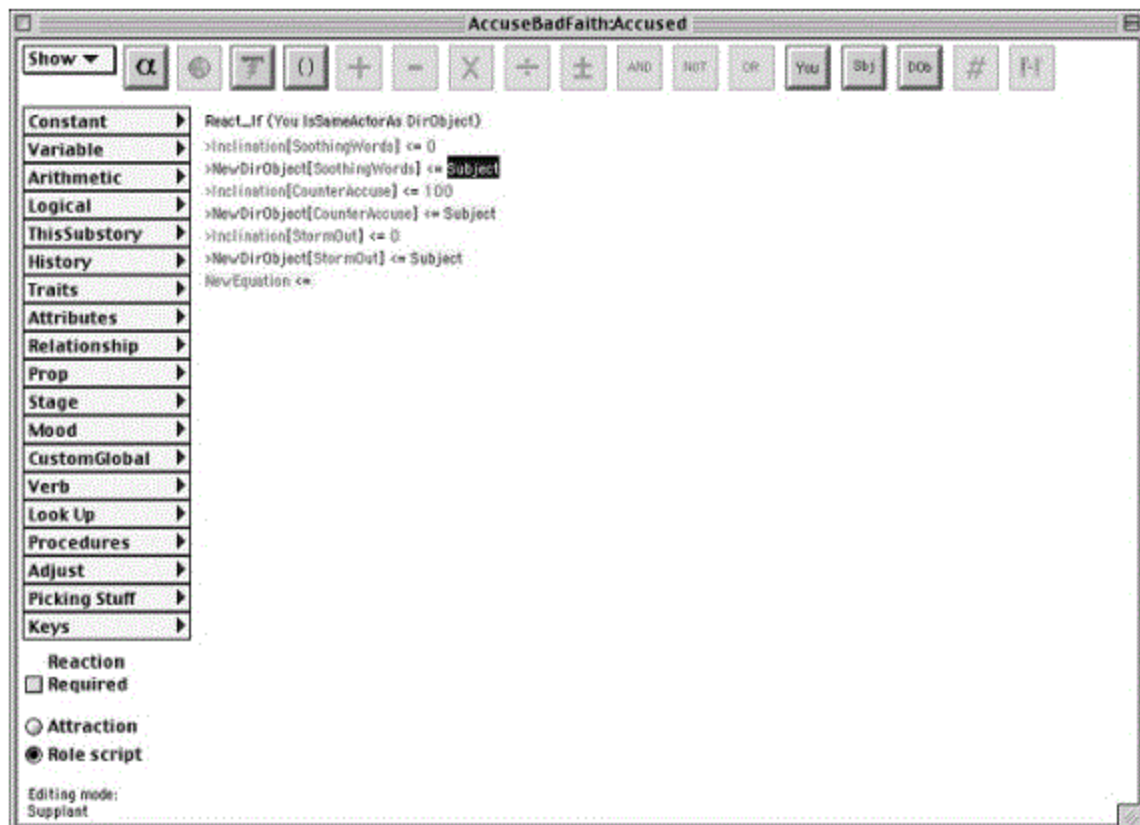 AccuseBadFaith:Accused
Show
α () + - X ÷ ± AND NOT OR You Sbj DOb #
Constant
Variable
Arithmetic
Logical
ThisSubstory
History
Traits
Attributes
Relationship
Prop
Stage
Mood
CustomGlobal
Verb
Look Up
Procedures
Adjust
Picking Stuff
Keys
React_If (You IsSameActorAs DirObject)
>Inclination[SoothingWords] <= 0
>NewDirObject[SoothingWords] <= Subject
>Inclination[CounterAccuse] <= 100
>NewDirObject[CounterAccuse] <= Subject
>Inclination[StormOut] <= 0
>NewDirObject[StormOut] <= Subject
NewEquation <=
Reaction
Required
Attraction
Role script
Editing mode:
Supplant